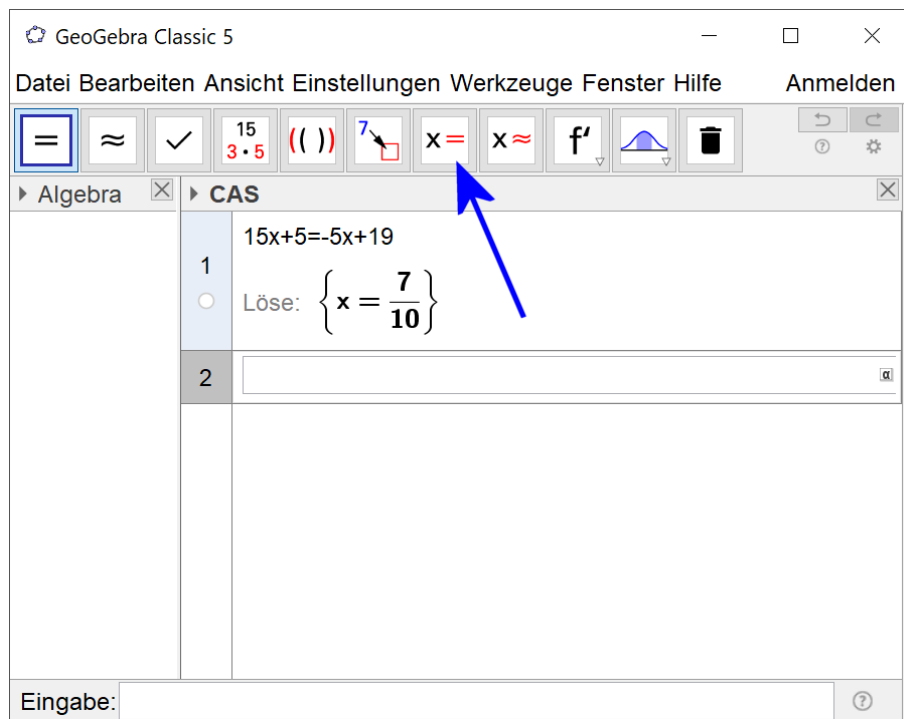 GeoGebra Classic 5
Datei Bearbeiten Ansicht Einstellungen Werkzeuge Fenster Hilfe Anmelden
= ≈ ✓ 15 3·5 (( )) 7 x= x≈ f'
Algebra CAS
1
15x+5=-5x+19
Löse: {x = 7/10}
2
α
Eingabe: